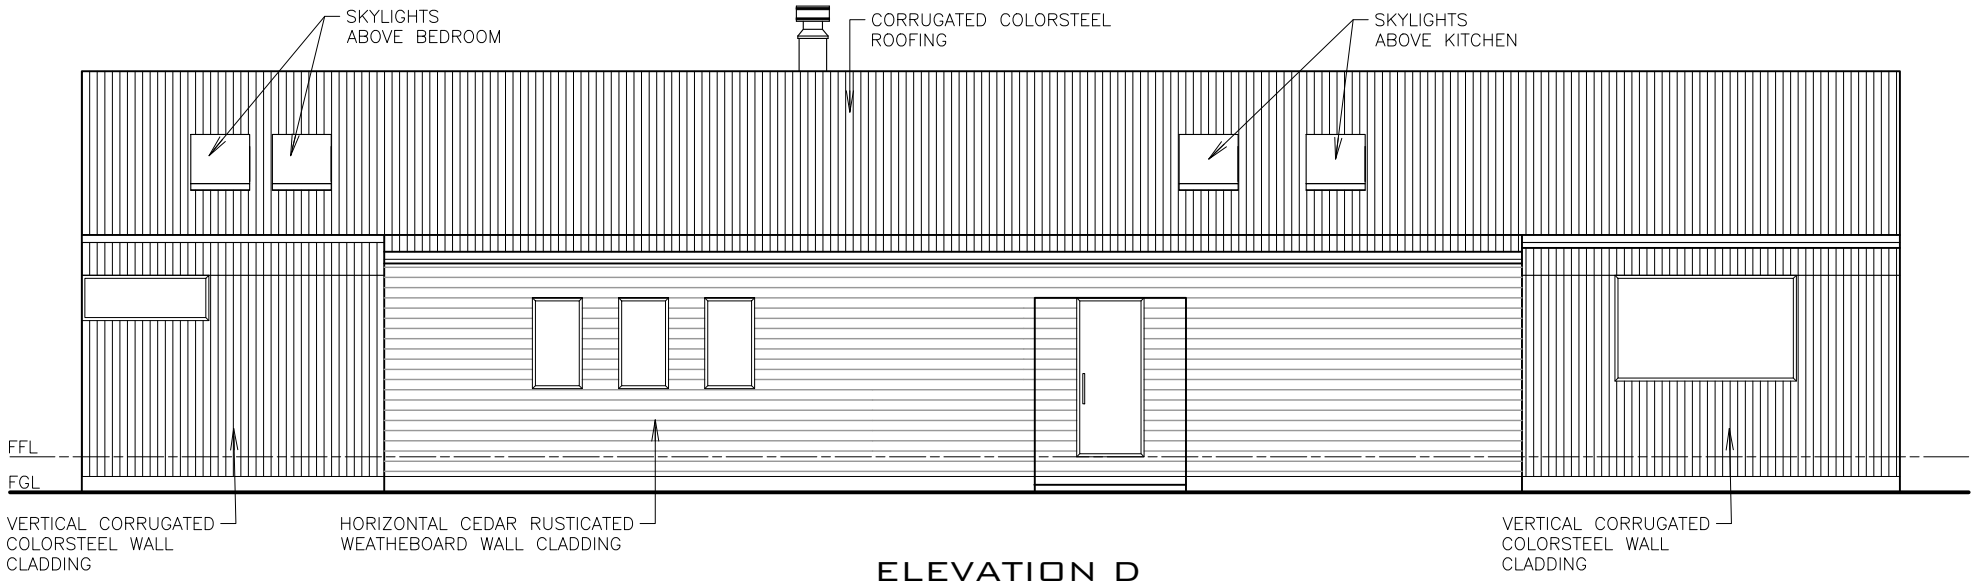 SKYLIGHTS
ABOVE BEDROOM
CORRUGATED COLORSTEEL
ROOFING
SKYLIGHTS
ABOVE KITCHEN
FFL
FGL
VERTICAL CORRUGATED
COLORSTEEL WALL
CLADDING
HORIZONTAL CEDAR RUSTICATED
WEATHEBOARD WALL CLADDING
VERTICAL CORRUGATED
COLORSTEEL WALL
CLADDING
ELEVATION D